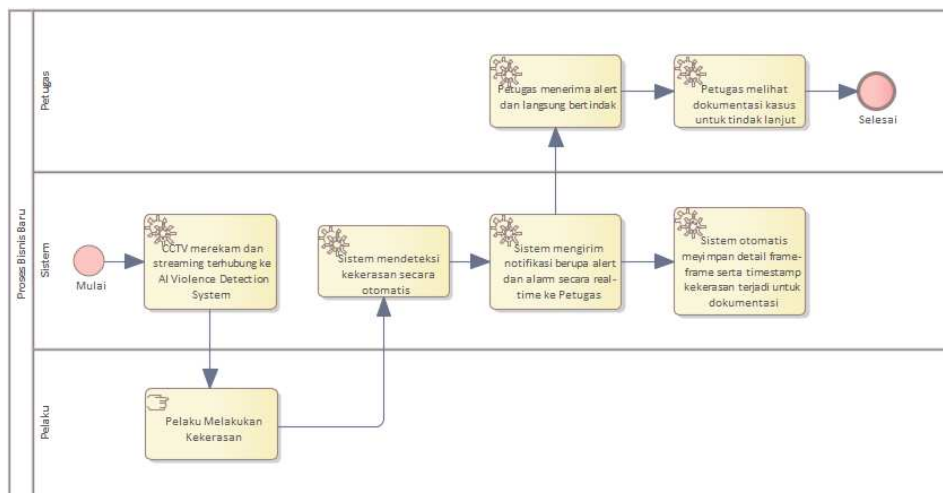 Proses Bisnis Baru
Petugas
Petugas menerima alert
dan langsung bertindak
Petugas melihat
dokumentasi kasus
untuk tindak lanjut
Selesai
Sistem
Mulai
CCTV merekam dan
streaming terhubung ke
AI Violence Detection
System
Sistem mendeteksi
kekerasan secara
otomatis
Sistem mengirim
notifikasi berupa alert
dan alarm secara real-
time ke Petugas
Sistem otomatis
meyimpan detail frame-
frame serta timestamp
kekerasan terjadi untuk
dokumentasi
Pelaku
Pelaku Melakukan
Kekerasan